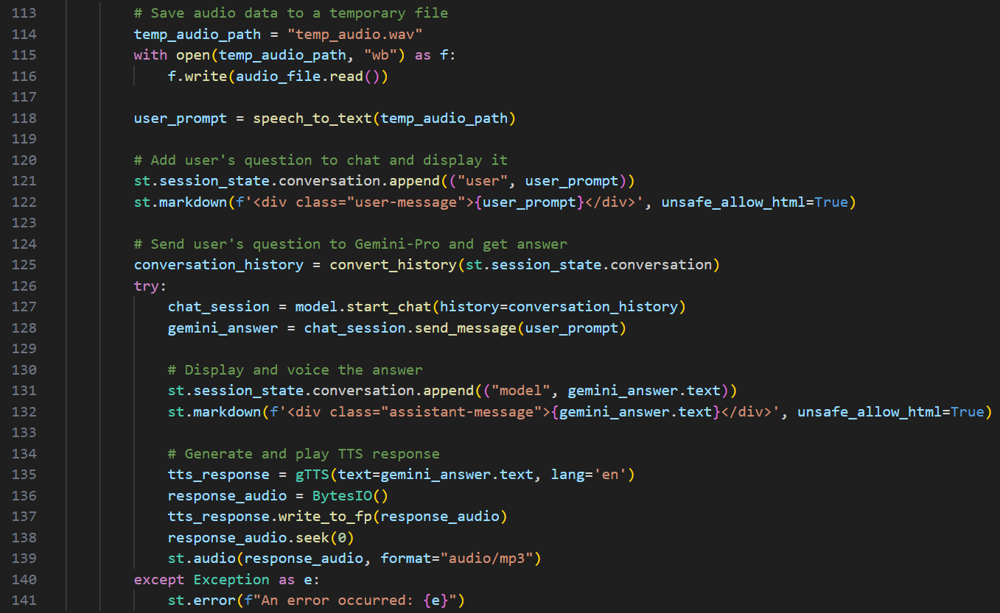 113 # Save audio data to a temporary file
114 temp_audio_path = "temp_audio.wav"
115 with open(temp_audio_path, "wb") as f:
116     f.write(audio_file.read())
117
118 user_prompt = speech_to_text(temp_audio_path)
119
120 # Add user's question to chat and display it
121 st.session_state.conversation.append(("user", user_prompt))
122 st.markdown(f'<div class="user-message">{user_prompt}</div>', unsafe_allow_html=True)
123
124 # Send user's question to Gemini-Pro and get answer
125 conversation_history = convert_history(st.session_state.conversation)
126 try:
127     chat_session = model.start_chat(history=conversation_history)
128     gemini_answer = chat_session.send_message(user_prompt)
129
130     # Display and voice the answer
131     st.session_state.conversation.append(("model", gemini_answer.text))
132     st.markdown(f'<div class="assistant-message">{gemini_answer.text}</div>', unsafe_allow_html=True)
133
134     # Generate and play TTS response
135     tts_response = gTTS(text=gemini_answer.text, lang='en')
136     response_audio = BytesIO()
137     tts_response.write_to_fp(response_audio)
138     response_audio.seek(0)
139     st.audio(response_audio, format="audio/mp3")
140 except Exception as e:
141     st.error(f"An error occurred: {e}")